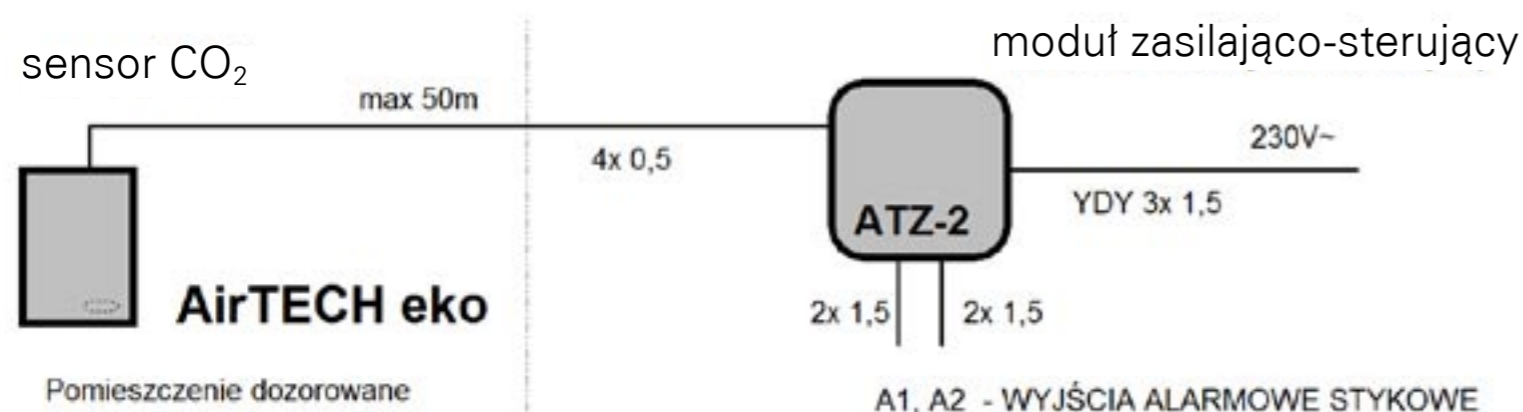 sensor CO₂
moduł zasilająco-sterujący
max 50m
230V~
4x 0,5
YDY 3x 1,5
ATZ-2
AirTECH eko
2x 1,5
2x 1,5
Pomieszczenie dozorowane
A1, A2 - WYJŚCIA ALARMOWE STYKOWE